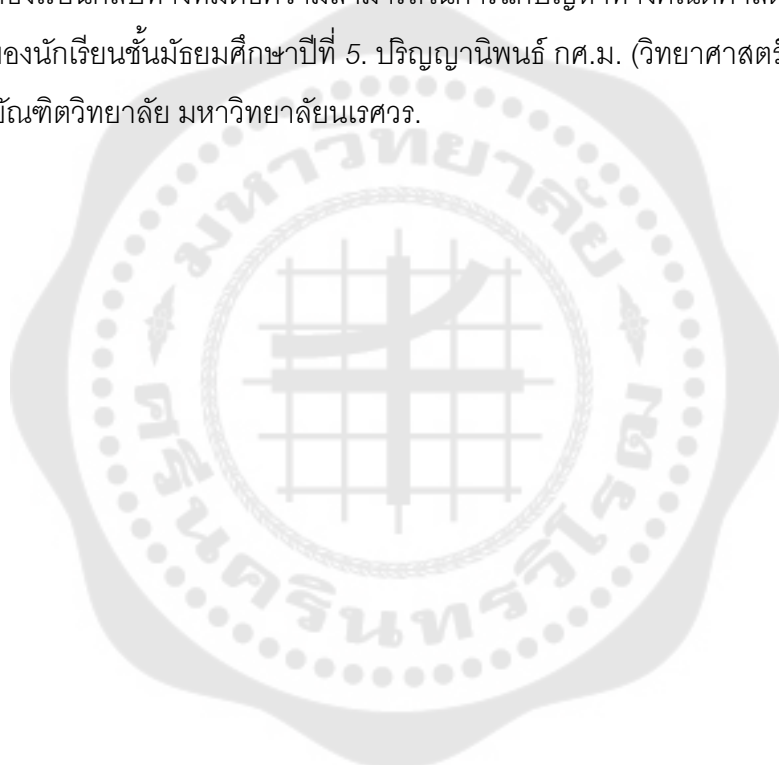 ของนักเรียนชั้นมัธยมศึกษาปีที่ 5. ปริญญานิพนธ์ กศ.ม. (วิทยาศาสตร
บัณฑิตวิทยาลัย มหาวิทยาลัยนเรศวร.
มหาวิทยาลัย
ศรีนครินทรวิโรฒ